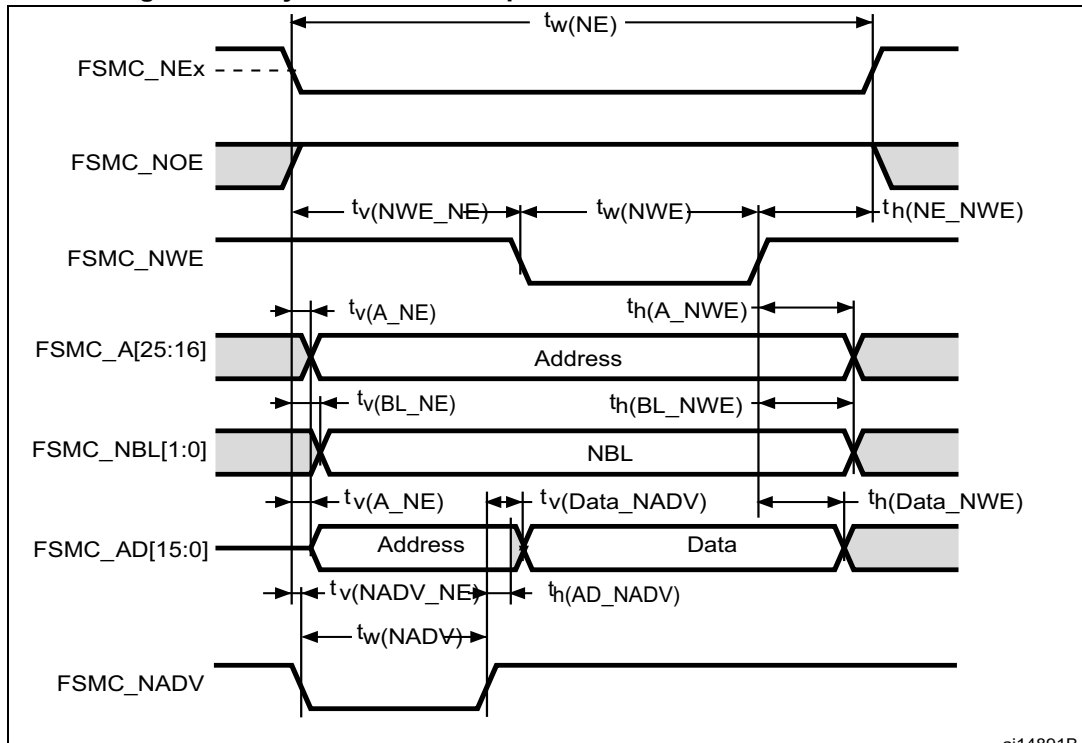 tw(NE)
FSMC_NEx
FSMC_NOE
tv(NWE_NE)
tw(NWE)
th(NE_NWE)
FSMC_NWE
tv(A_NE)
th(A_NWE)
FSMC_A[25:16]
Address
tv(BL_NE)
th(BL_NWE)
FSMC_NBL[1:0]
NBL
tv(A_NE)
tv(Data_NADV)
th(Data_NWE)
FSMC_AD[15:0]
Address
Data
tv(NADV_NE)
th(AD_NADV)
tw(NADV)
FSMC_NADV